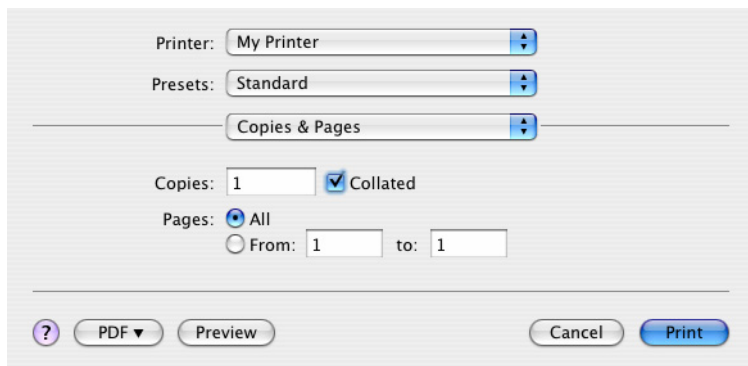 Printer: My Printer
Presets: Standard
Copies & Pages
Copies: 1 Collated
Pages: All
From: 1 to: 1
? PDF ▼ Preview Cancel Print